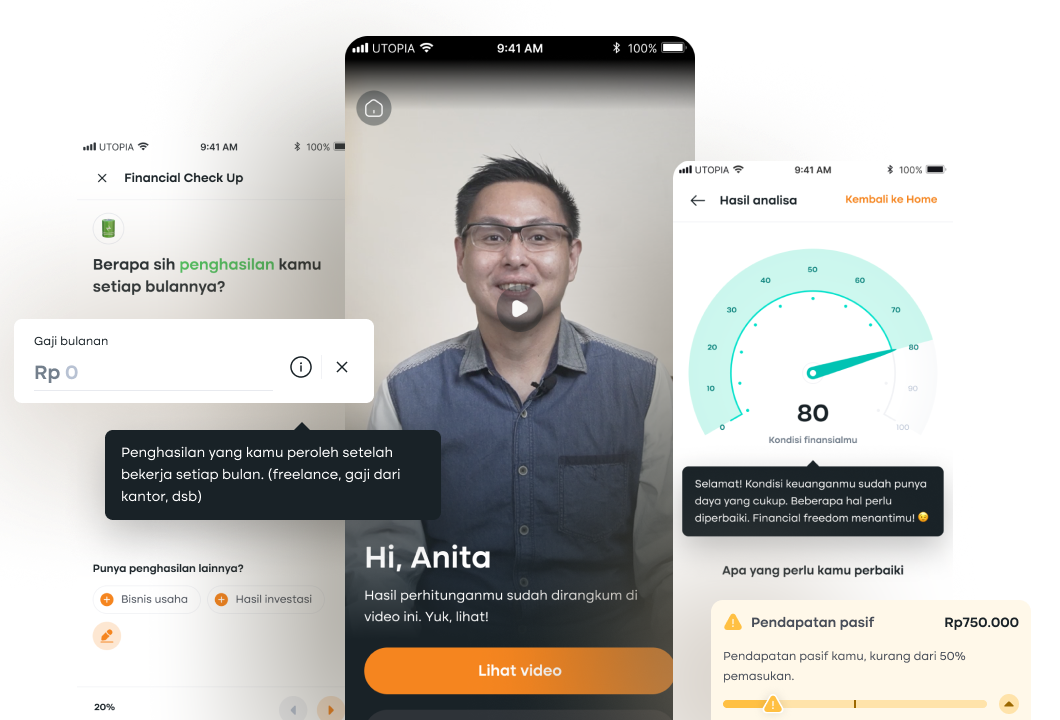 UTOPIA 9:41 AM 100%
Financial Check Up
Berapa sih penghasilan kamu
setiap bulannya?
Gaji bulanan
Rp 0
Penghasilan yang kamu peroleh setelah
bekerja setiap bulan. (freelance, gaji dari
kantor, dsb)
Punya penghasilan lainnya?
Bisnis usaha
Hasil investasi
20%
UTOPIA 9:41 AM 100%
Hi, Anita
Hasil perhitunganmu sudah dirangkum di
video ini. Yuk, lihat!
Lihat video
UTOPIA 9:41 AM 100%
Hasil analisa Kembali ke Home
0
10
20
30
40
50
60
70
80
90
100
80
Kondisi finansialmu
Selamat! Kondisi keuanganmu sudah punya
daya yang cukup. Beberapa hal perlu
diperbaiki. Financial freedom menantimu! 😉
Apa yang perlu kamu perbaiki
Pendapatan pasif Rp750.000
Pendapatan pasif kamu, kurang dari 50%
pemasukan.